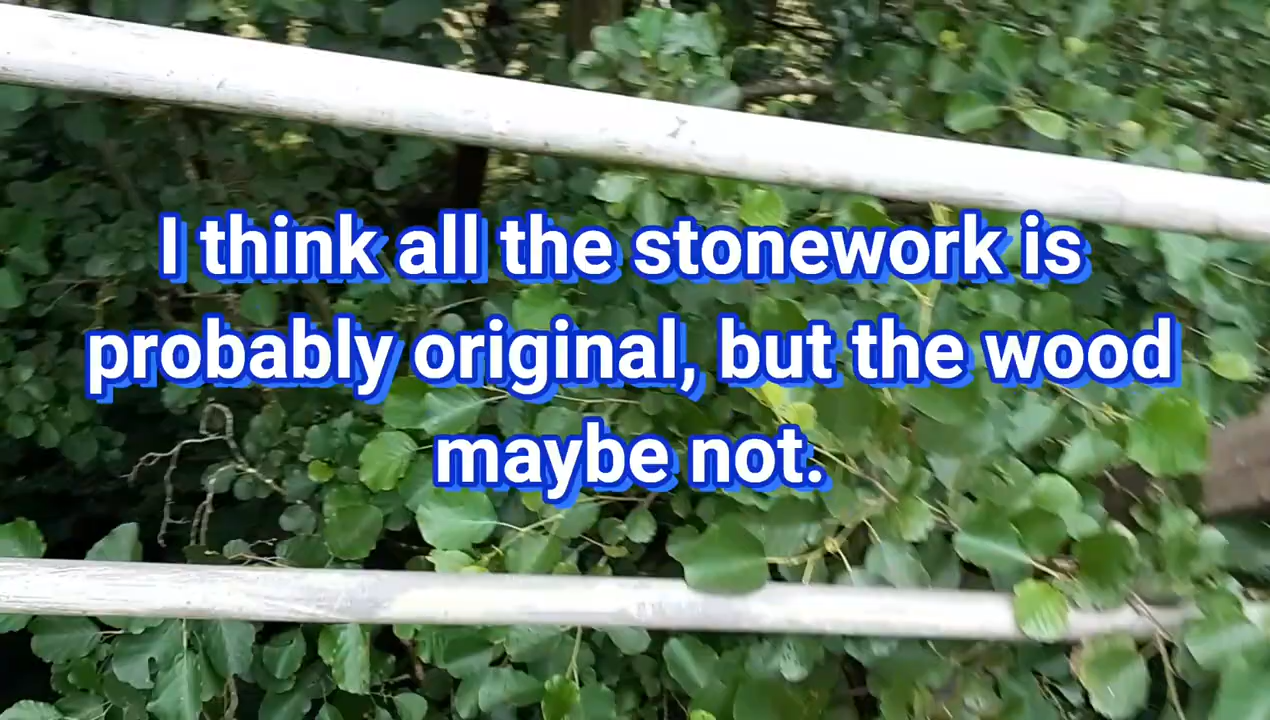 I think all the stonework is
probably original, but the wood
maybe not.